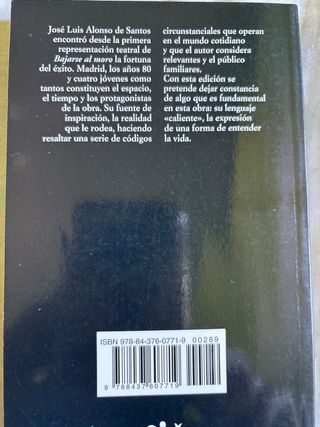 José Luis Alonso de Santos
encontró desde la primera
representación teatral de
Bajarse al moro la fortuna
del éxito. Madrid, los años 80
y cuatro jóvenes como
tantos constituyen el espacio,
el tiempo y los protagonistas
de la obra. Su fuente de
inspiración, la realidad
que le rodea, haciendo
resaltar una serie de códigos
circunstanciales que operan
en el mundo cotidiano
y que el autor considera
relevantes y el público
familiares.
Con esta edición se
pretende dejar constancia
de algo que es fundamental
en esta obra: su lenguaje
«caliente», la expresión
de una forma de entender
la vida.
ISBN 978-84-376-0771-9
00289
9 788437 607719